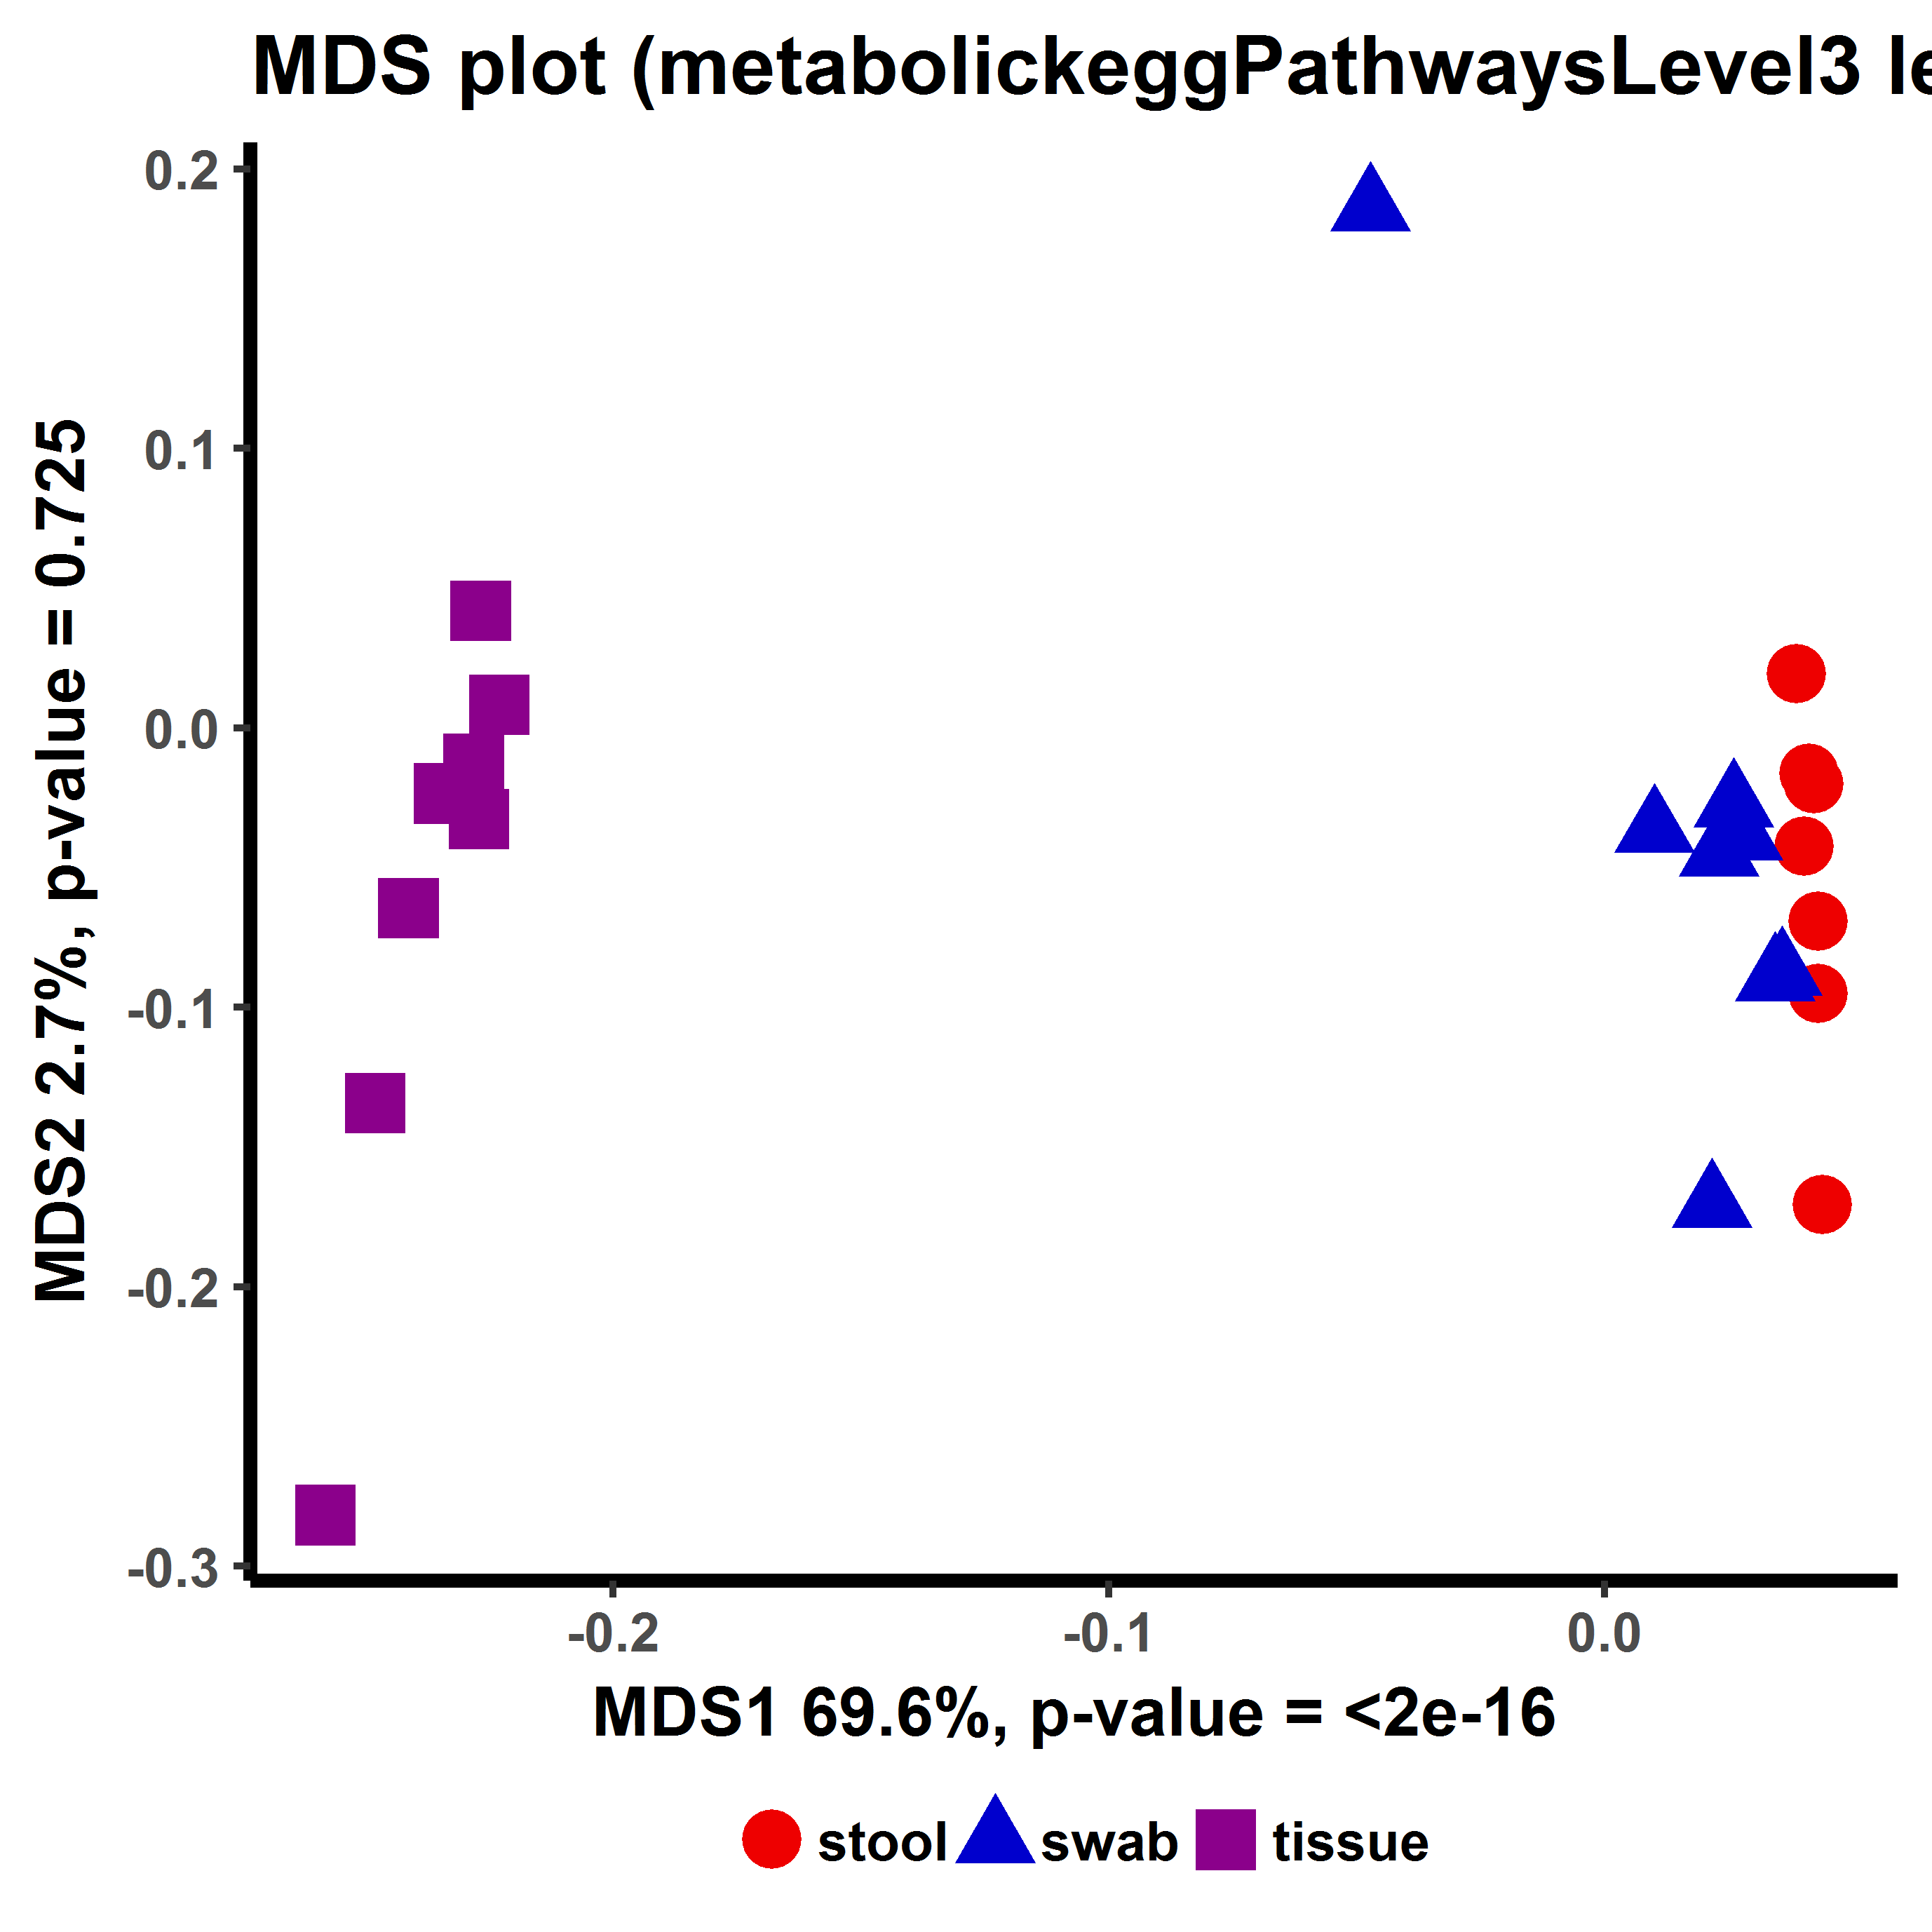 MDS plot (metabolickeggPathwaysLevel3 le
0.2
0.1
0.0
-0.1
-0.2
-0.3
MDS2 2.7%, p-value = 0.725
-0.2 -0.1 0.0
MDS1 69.6%, p-value = <2e-16
stool swab tissue